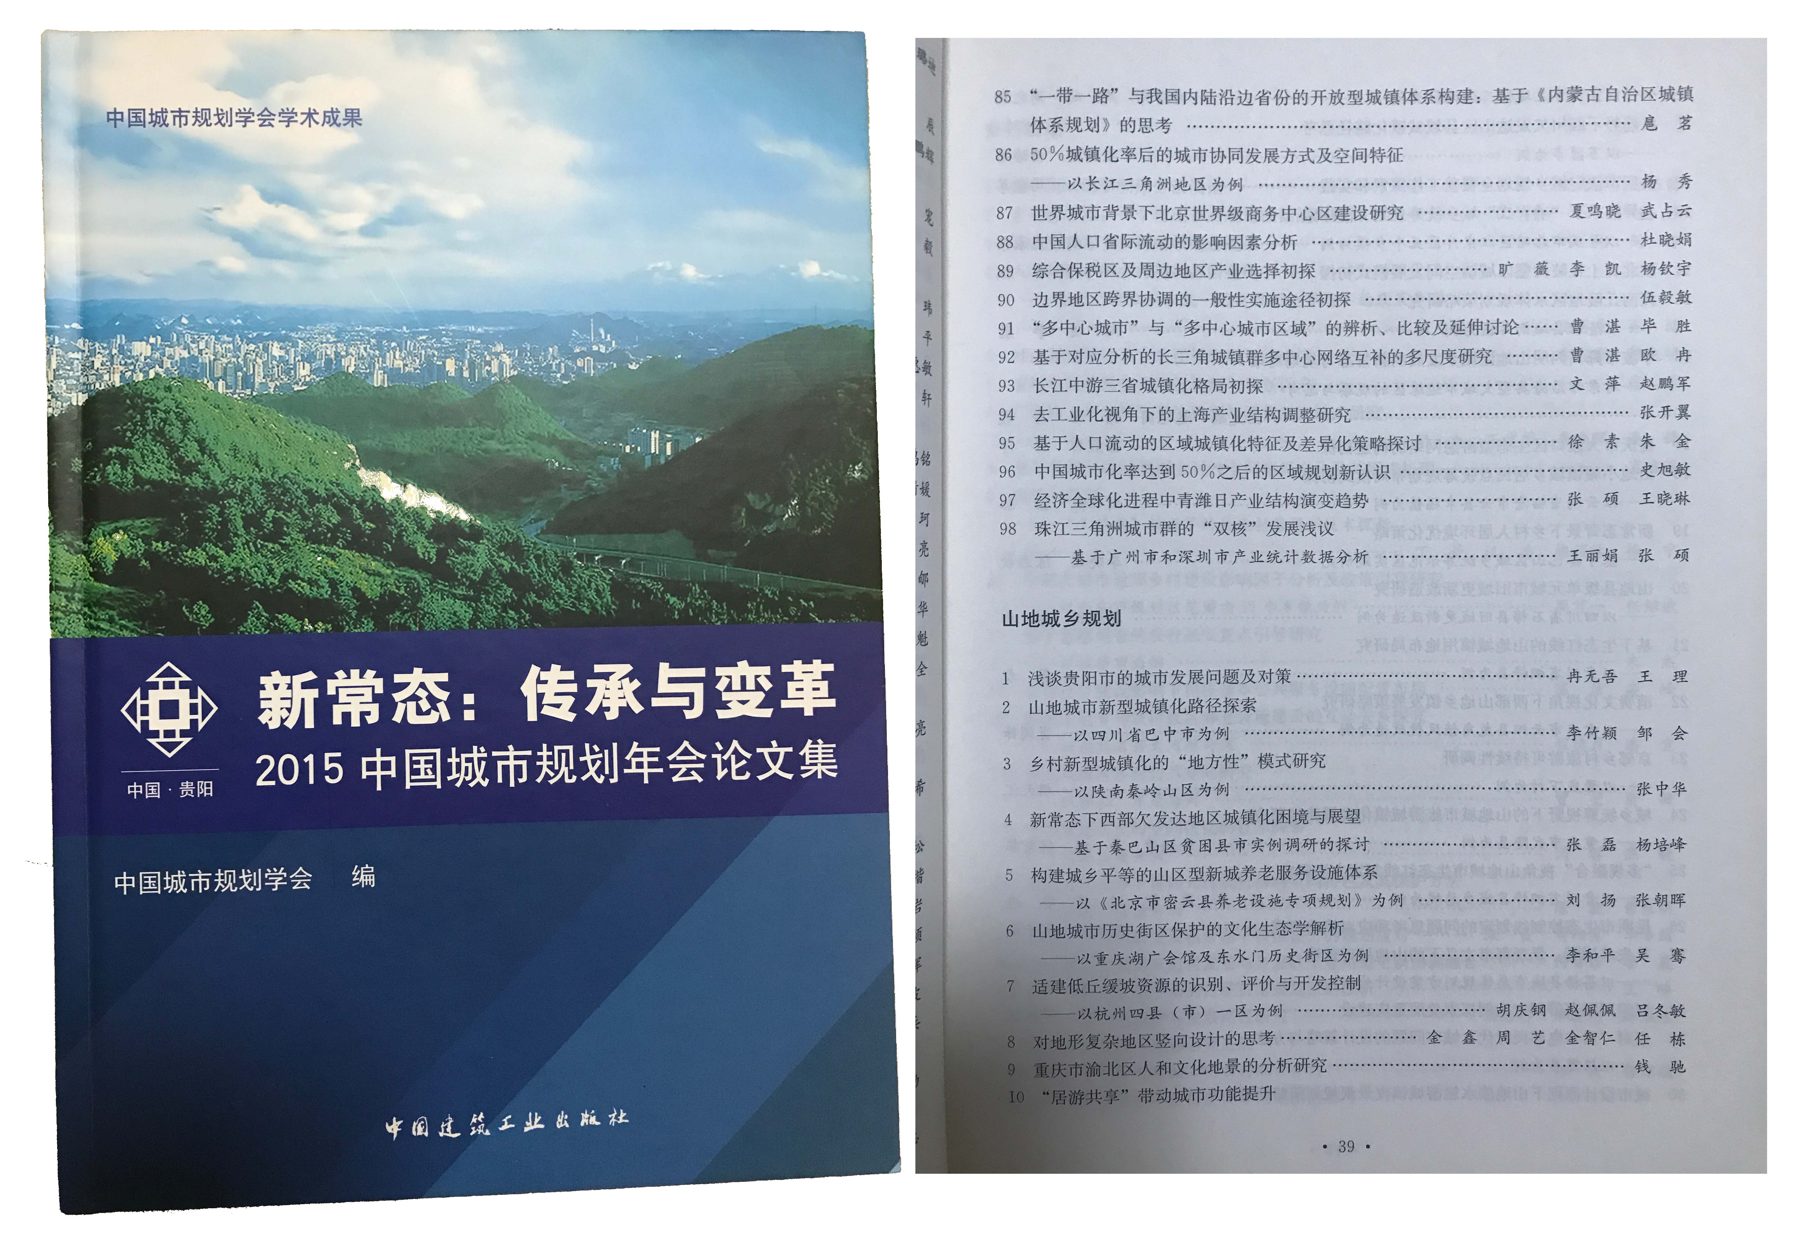 中国城市规划学会学术成果
新常态：传承与变革
2015 中国城市规划年会论文集
中国·贵阳
中国城市规划学会 编
中国建筑工业出版社
85 “一带一路”与我国内陆沿边省份的开放型城镇体系构建：基于《内蒙古自治区城镇
体系规划》的思考 …… 扈 茗
86 50％城镇化率后的城市协同发展方式及空间特征
——以长江三角洲地区为例 …… 杨 秀
87 世界城市背景下北京世界级商务中心区建设研究 …… 夏鸣晓 武占云
88 中国人口省际流动的影响因素分析 …… 杜晓娟
89 综合保税区及周边地区产业选择初探 …… 旷 薇 李 凯 杨钦宇
90 边界地区跨界协调的一般性实施途径初探 …… 伍毅敏
91 “多中心城市”与“多中心城市区域”的辨析、比较及延伸讨论 …… 曹 湛 毕 胜
92 基于对应分析的长三角城镇群多中心网络互补的多尺度研究 …… 曹 湛 欧 冉
93 长江中游三省城镇化格局初探 …… 文 萍 赵鹏军
94 去工业化视角下的上海产业结构调整研究 …… 张开翼
95 基于人口流动的区域城镇化特征及差异化策略探讨 …… 徐 素 朱 金
96 中国城市化率达到50％之后的区域规划新认识 …… 史旭敏
97 经济全球化进程中青潍日产业结构演变趋势 …… 张 硕 王晓琳
98 珠江三角洲城市群的“双核”发展浅议
——基于广州市和深圳市产业统计数据分析 …… 王丽娟 张 硕
山地城乡规划
1 浅谈贵阳市的城市发展问题及对策 …… 冉无吾 王 理
2 山地城市新型城镇化路径探索
——以四川省巴中市为例 …… 李竹颖 邹 会
3 乡村新型城镇化的“地方性”模式研究
——以陕南秦岭山区为例 …… 张中华
4 新常态下西部欠发达地区城镇化困境与展望
——基于秦巴山区贫困县市实例调研的探讨 …… 张 磊 杨培峰
5 构建城乡平等的山区型新城养老服务设施体系
——以《北京市密云县养老设施专项规划》为例 …… 刘 扬 张朝晖
6 山地城市历史街区保护的文化生态学解析
——以重庆湖广会馆及东水门历史街区为例 …… 李和平 吴 骞
7 适建低丘缓坡资源的识别、评价与开发控制
——以杭州四县（市）一区为例 …… 胡庆钢 赵佩佩 吕冬敏
8 对地形复杂地区竖向设计的思考 …… 金 鑫 周 艺 金智仁 任 栋
9 重庆市渝北区人和文化地景的分析研究 …… 钱 驰
10 “居游共享”带动城市功能提升
· 39 ·